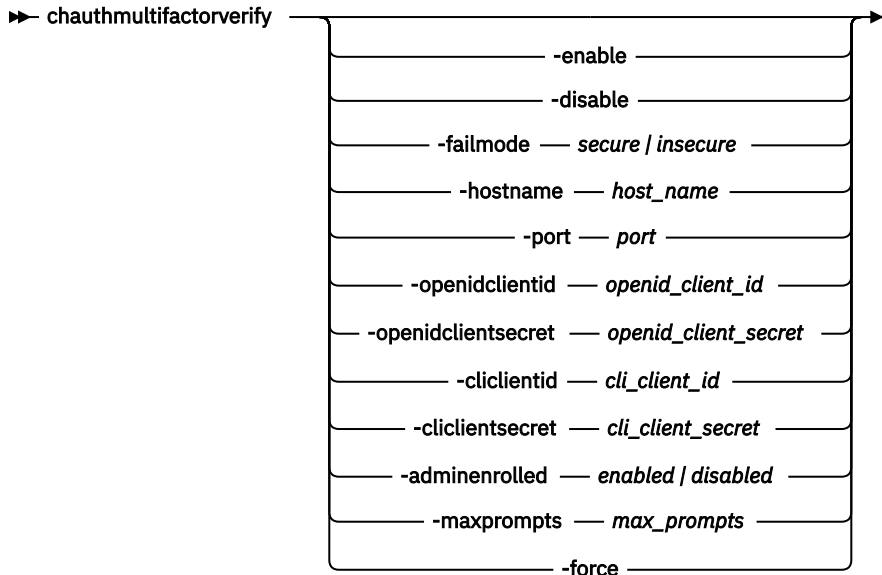 chauthmultifactorverify
-enable
-disable
-failmode secure | insecure
-hostname host_name
-port port
-openidclientid openid_client_id
-openidclientsecret openid_client_secret
-cliclientid cli_client_id
-cliclientsecret cli_client_secret
-adminenrolled enabled | disabled
-maxprompts max_prompts
-force